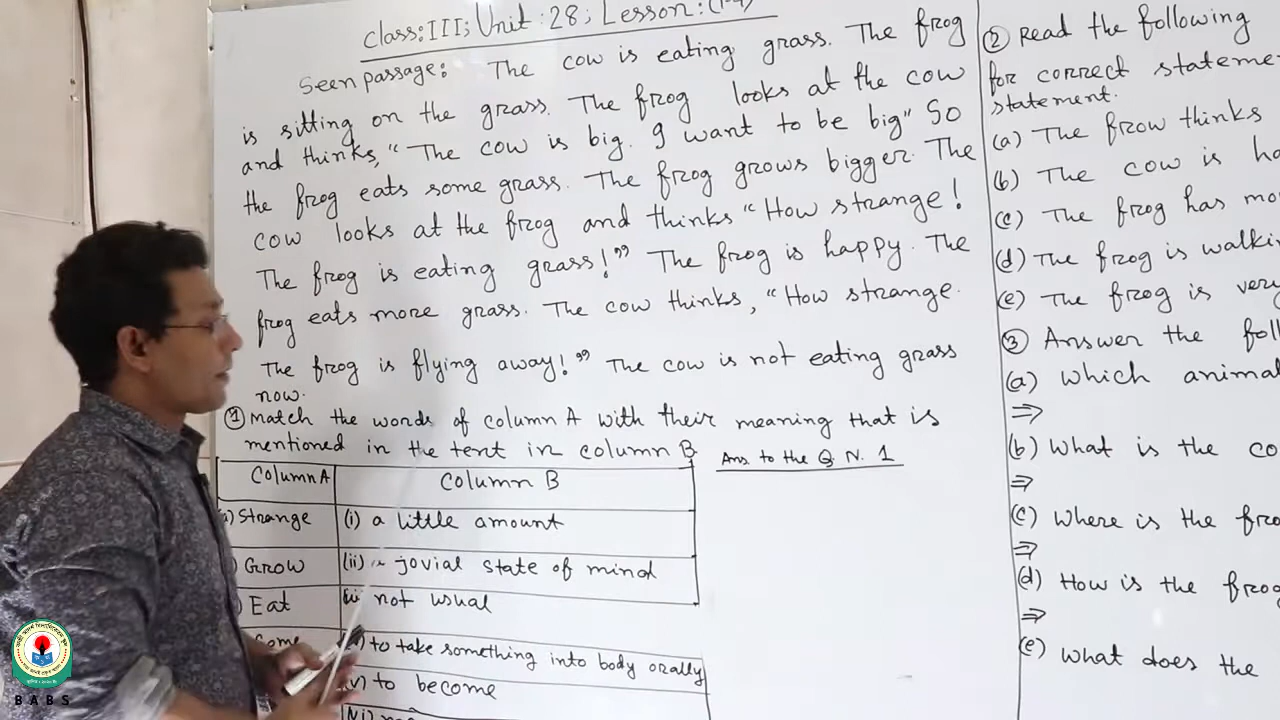 Class: III; Unit: 28; Lesson: (1-4)
Seen passage: The cow is eating grass. The frog
is sitting on the grass. The frog looks at the cow
and thinks, "The cow is big. I want to be big" So
the frog eats some grass. The frog grows bigger. The
cow looks at the frog and thinks "How strange!
The frog is eating grass!" The frog is happy. The
frog eats more grass. The cow thinks, "How strange.
The frog is flying away!" The cow is not eating grass
now.
① Match the words of column A with their meaning that is
mentioned in the text in column B
Column A Column B
Strange (i) a little amount
Grow (ii) jovial state of mind
Eat (iii) not usual
Some to take something into body orally
to become
Ans to the Q. N. 1
② Read the following
for correct
statement.
(a) The frow thinks
(b) The cow is
(c) The frog has
(d) The frog is
(e) The frog is very
③ Answer the
(a) Which
⇒
(b) What is the
⇒
(c) Where is the
⇒
(d) How is the frog
⇒
(e) What does the
BABS